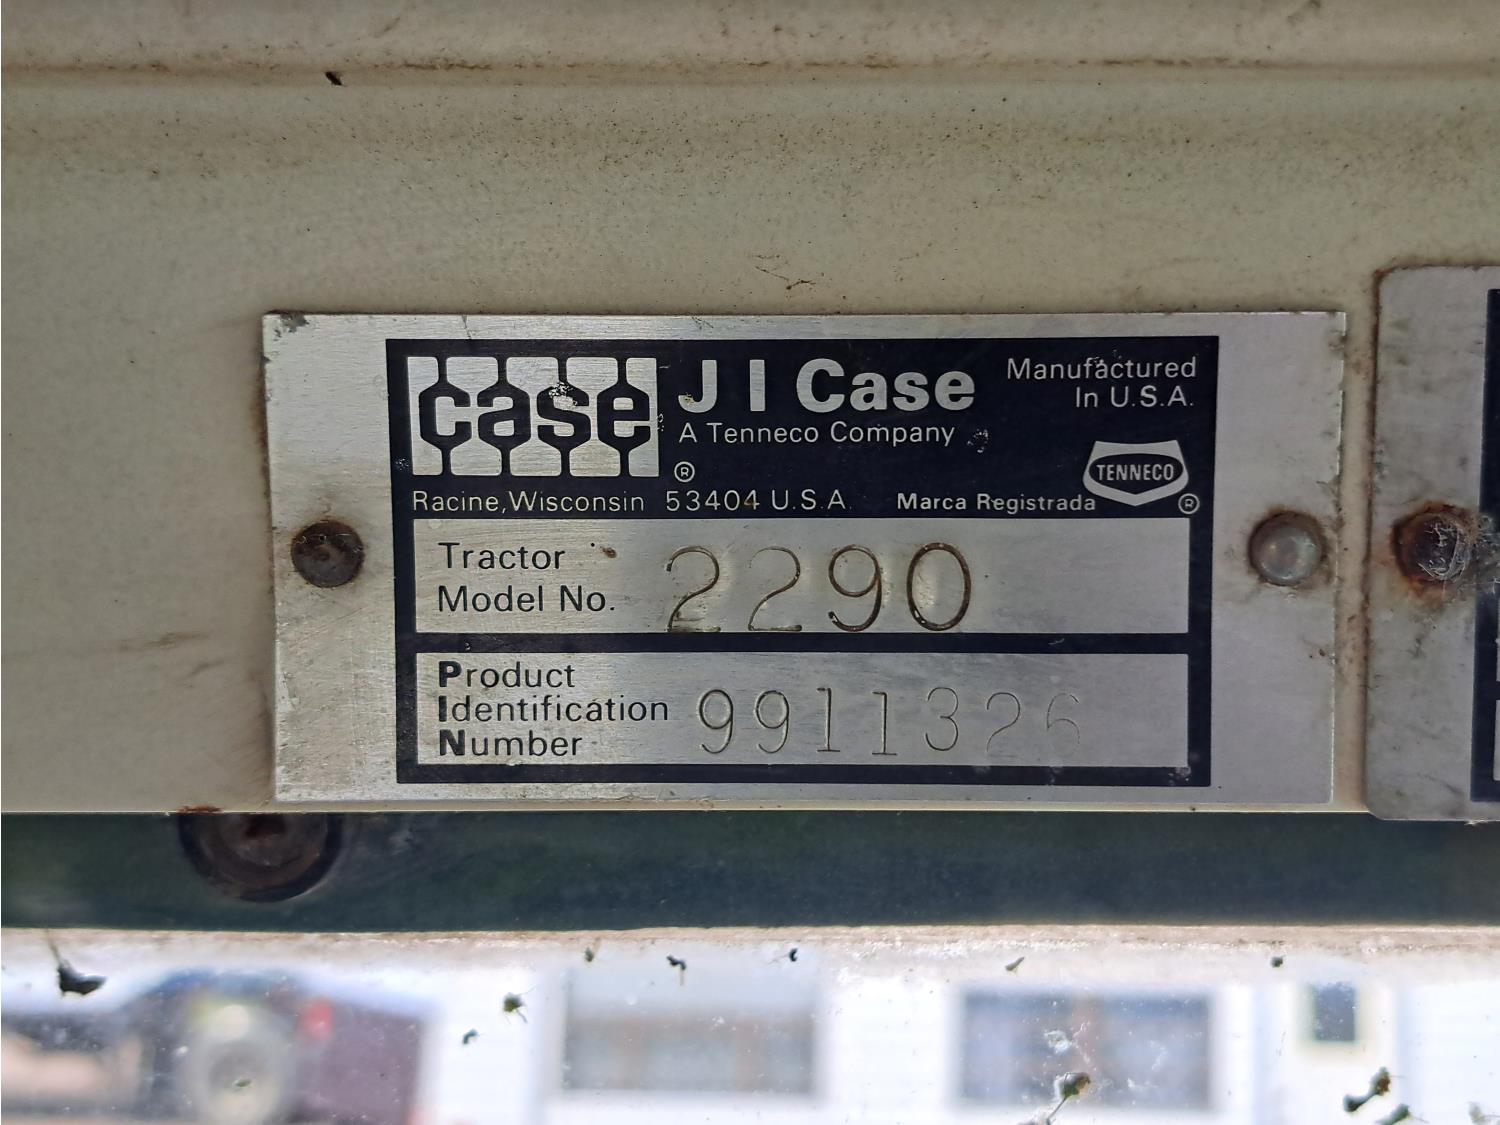 case
®
J I Case
A Tenneco Company
Manufactured
In U.S.A.
TENNECO
®
Racine, Wisconsin 53404 U.S.A. Marca Registrada
Tractor
Model No. 2290
Product
Identification
Number 9911326